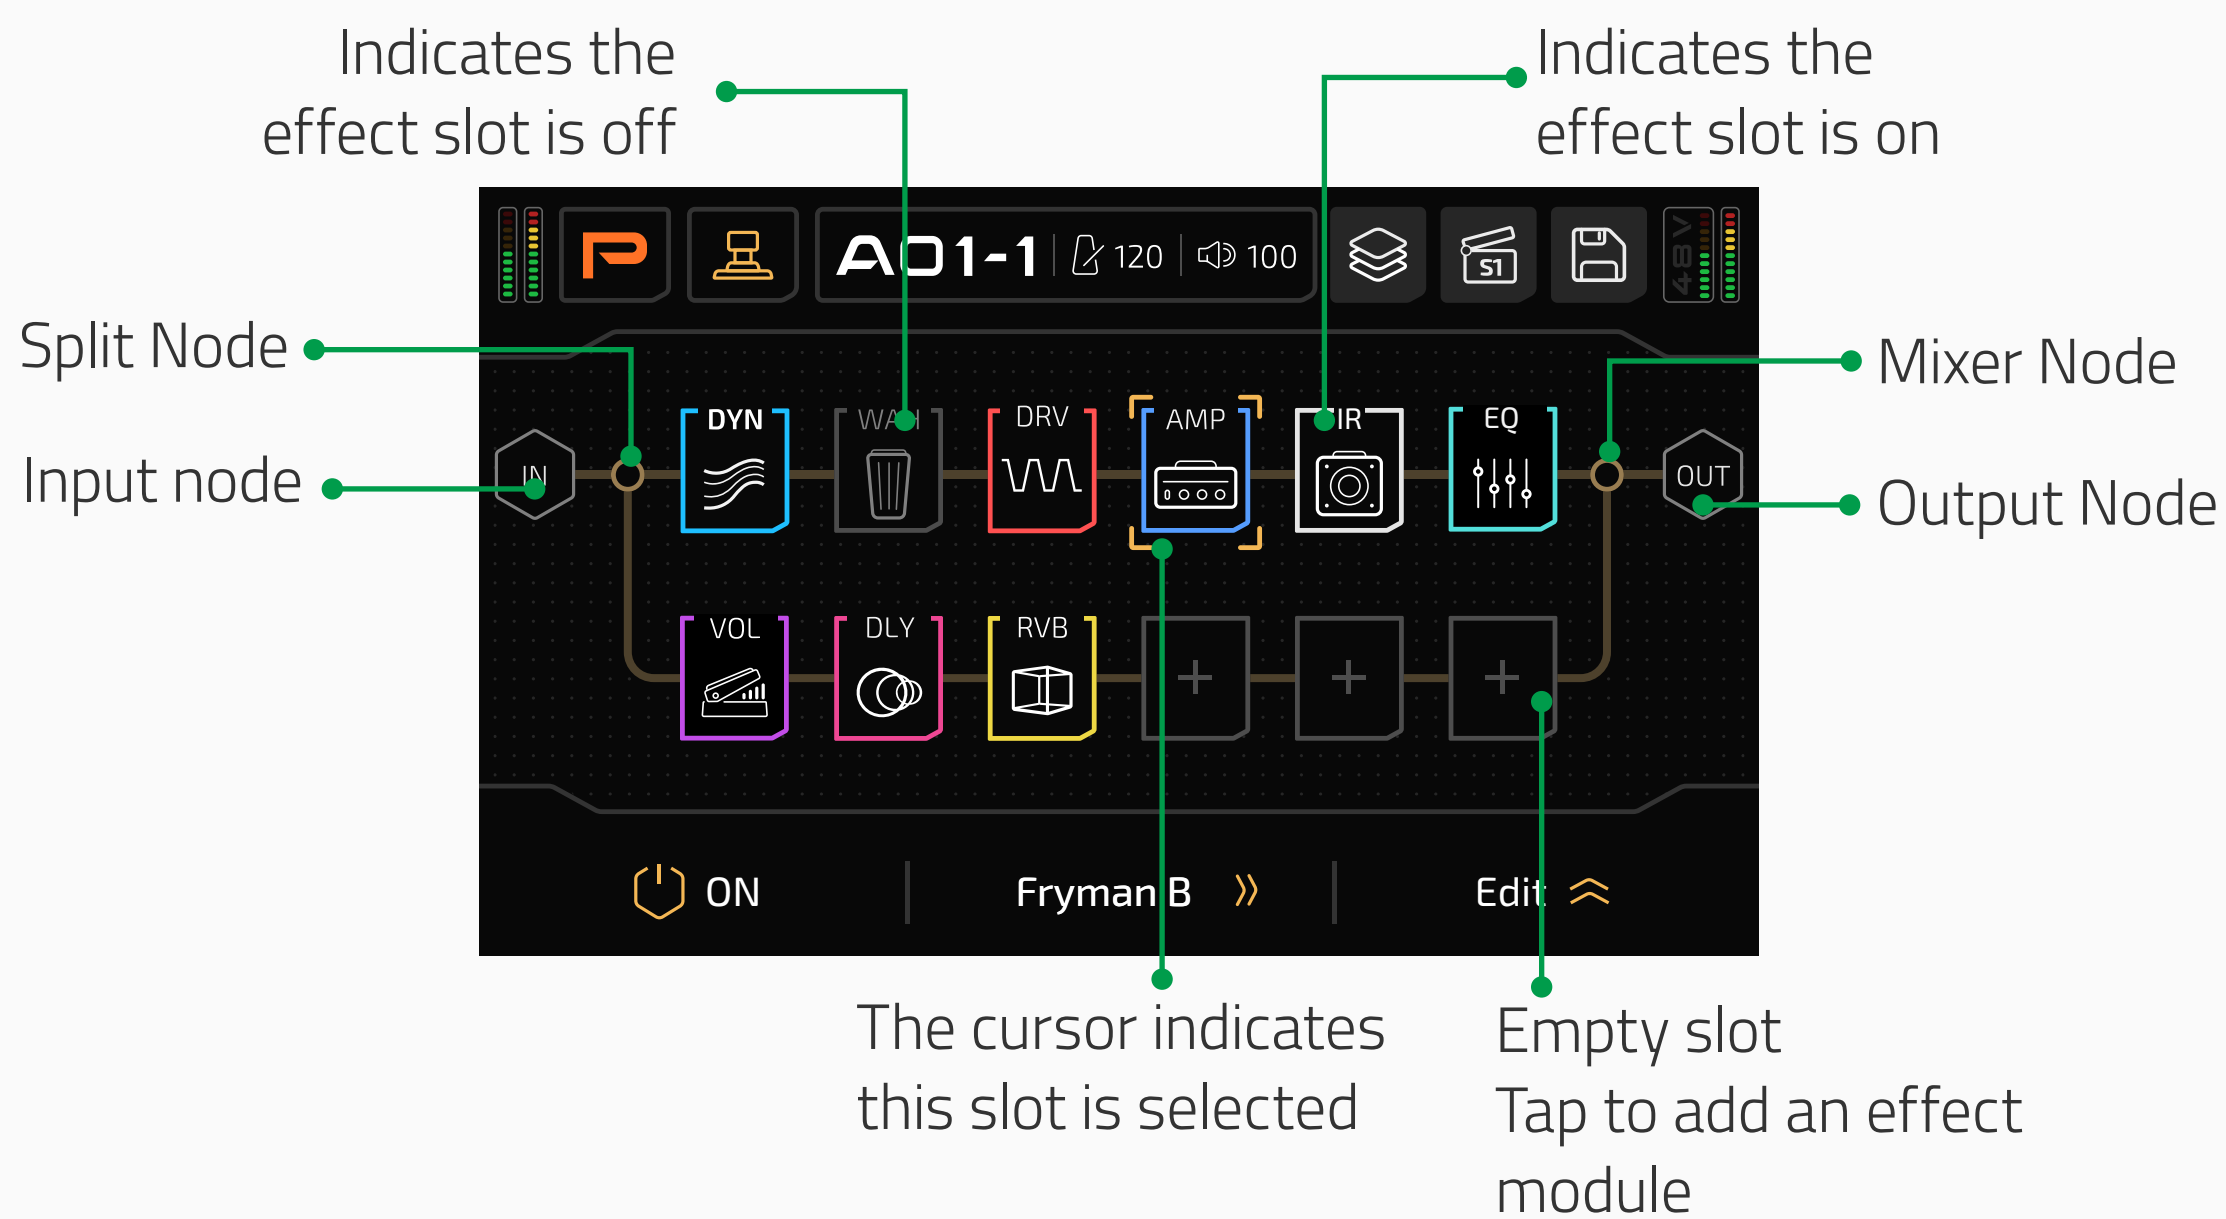 Indicates the
effect slot is off
Indicates the
effect slot is on
A01-1 120 100
S1
48V
Split Node
Mixer Node
Input node
Output Node
IN
DYN WAH DRV AMP IR EQ
OUT
VOL DLY RVB
ON Fryman B Edit
The cursor indicates
this slot is selected
Empty slot
Tap to add an effect
module